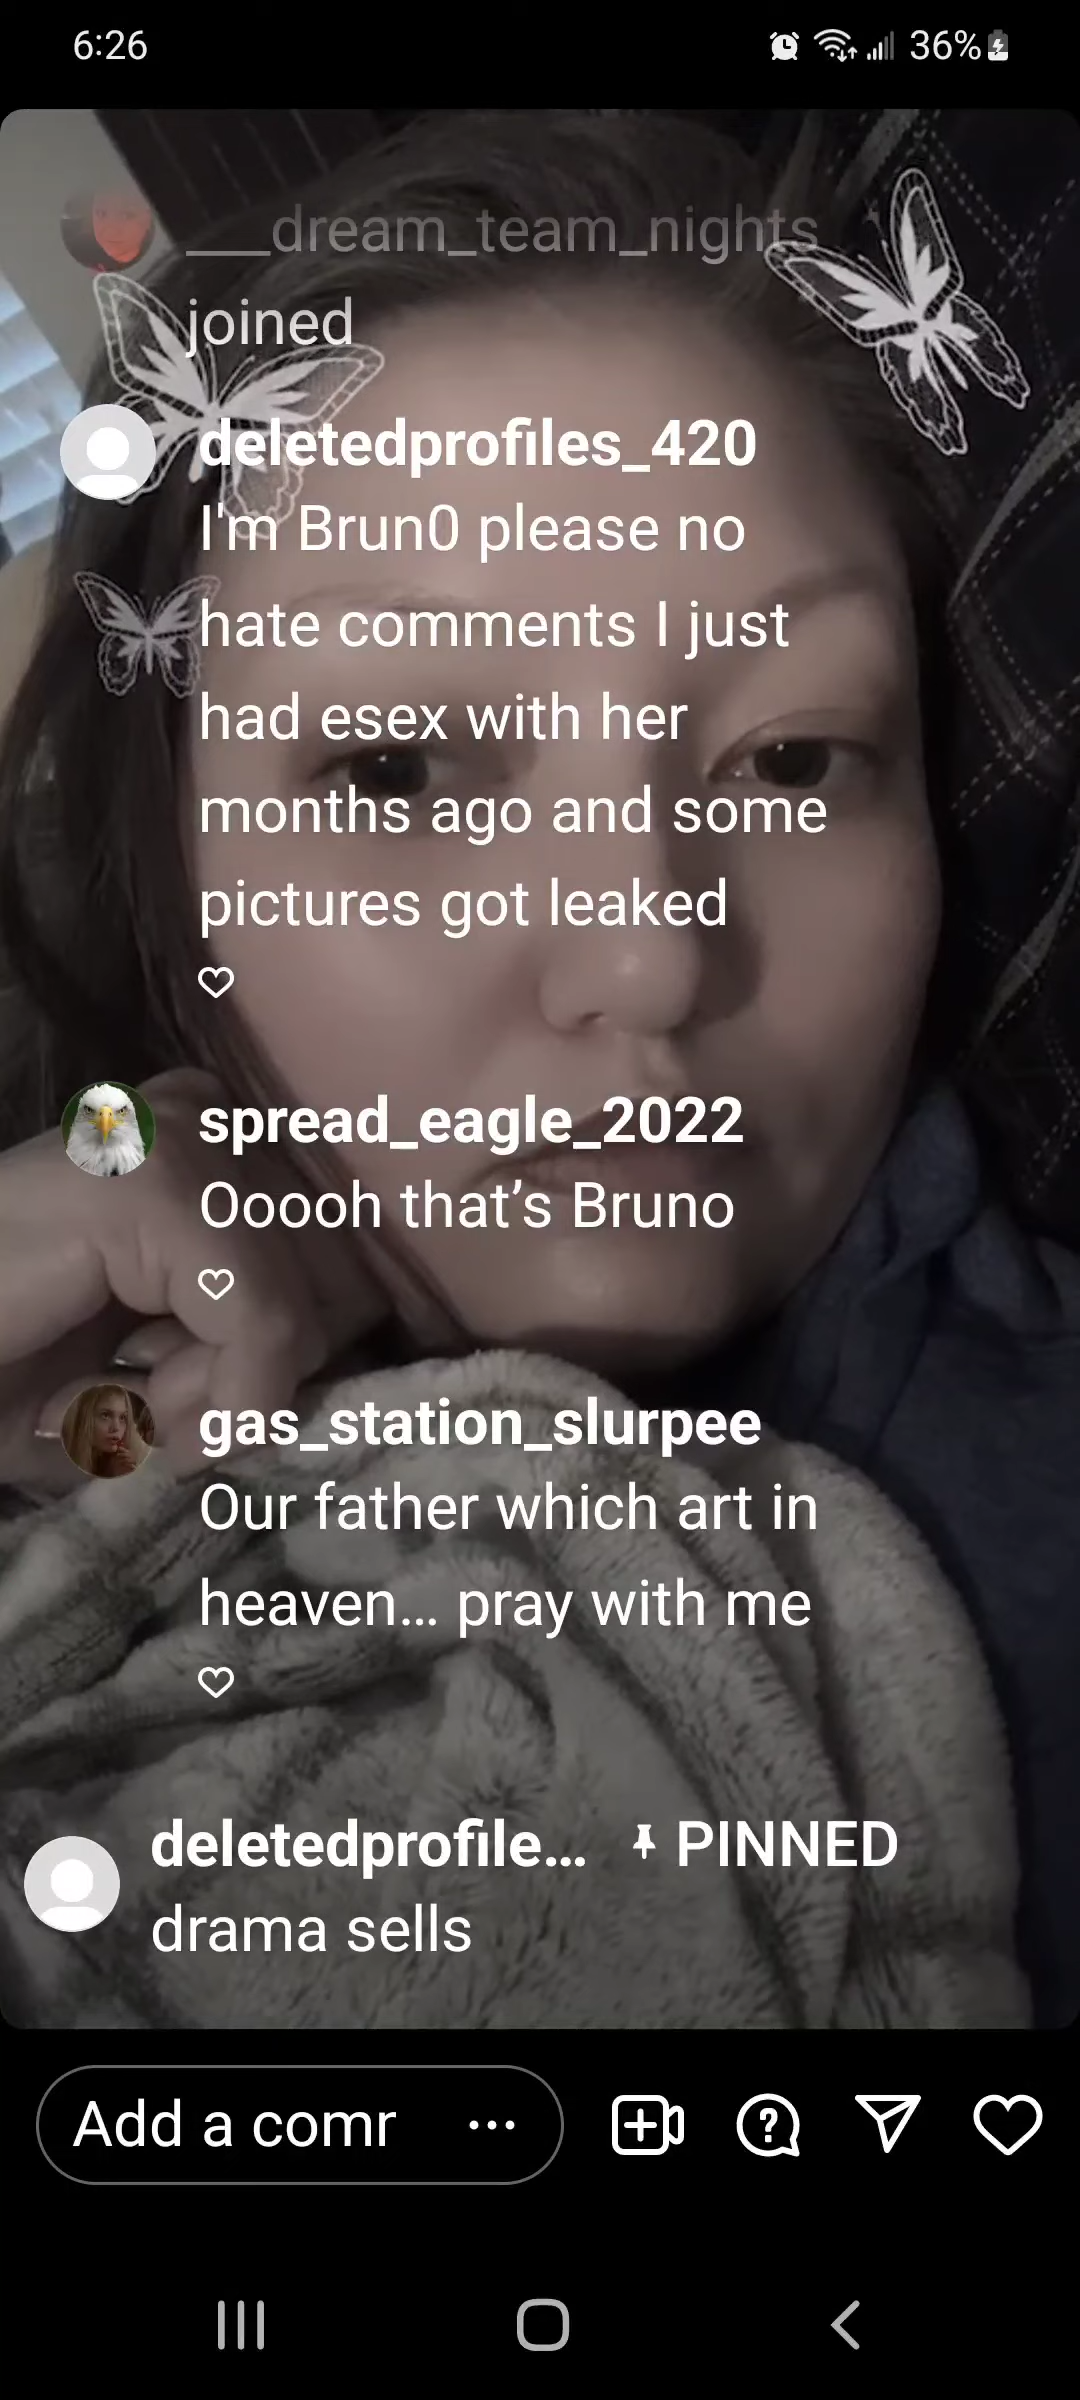 6:26
36%
___dream_team_nights
joined
deletedprofiles_420
I'm Brun0 please no
hate comments I just
had esex with her
months ago and some
pictures got leaked
spread_eagle_2022
Ooooh that’s Bruno
gas_station_slurpee
Our father which art in
heaven... pray with me
deletedprofile... PINNED
drama sells
Add a comr